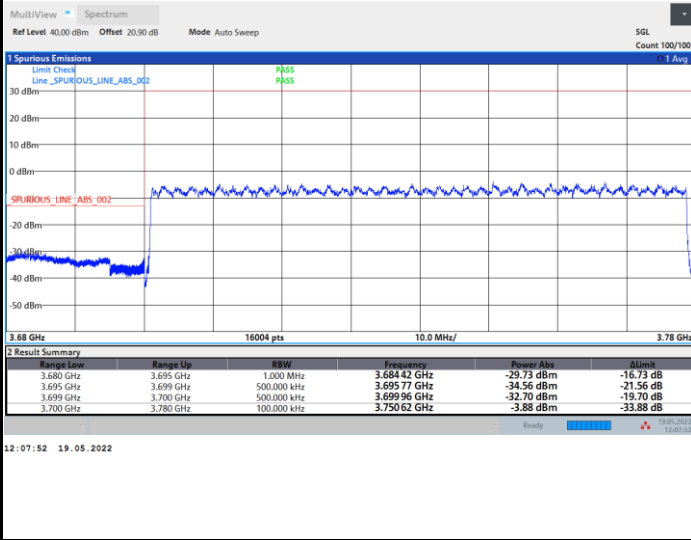 MultiView Spectrum
Ref Level 40.00 dBm Offset 20.90 dB Mode Auto Sweep SGL
Count 100/100
1 Spurious Emissions 1 Avg
Limit Check PASS
Line _SPURIOUS_LINE_ABS_002 PASS
30 dBm
20 dBm
10 dBm
0 dBm
_SPURIOUS_LINE_ABS_002
-20 dBm
-30 dBm
-40 dBm
-50 dBm
3.68 GHz 16004 pts 10.0 MHz/ 3.78 GHz
2 Result Summary
Range Low Range Up RBW Frequency Power Abs ΔLimit
3.680 GHz 3.695 GHz 1.000 MHz 3.684 42 GHz -29.73 dBm -16.73 dB
3.695 GHz 3.699 GHz 500.000 kHz 3.695 77 GHz -34.56 dBm -21.56 dB
3.699 GHz 3.700 GHz 500.000 kHz 3.699 96 GHz -32.70 dBm -19.70 dB
3.700 GHz 3.780 GHz 100.000 kHz 3.750 62 GHz -3.88 dBm -33.88 dB
Ready 19.05.2022
12:07:52
12:07:52 19.05.2022